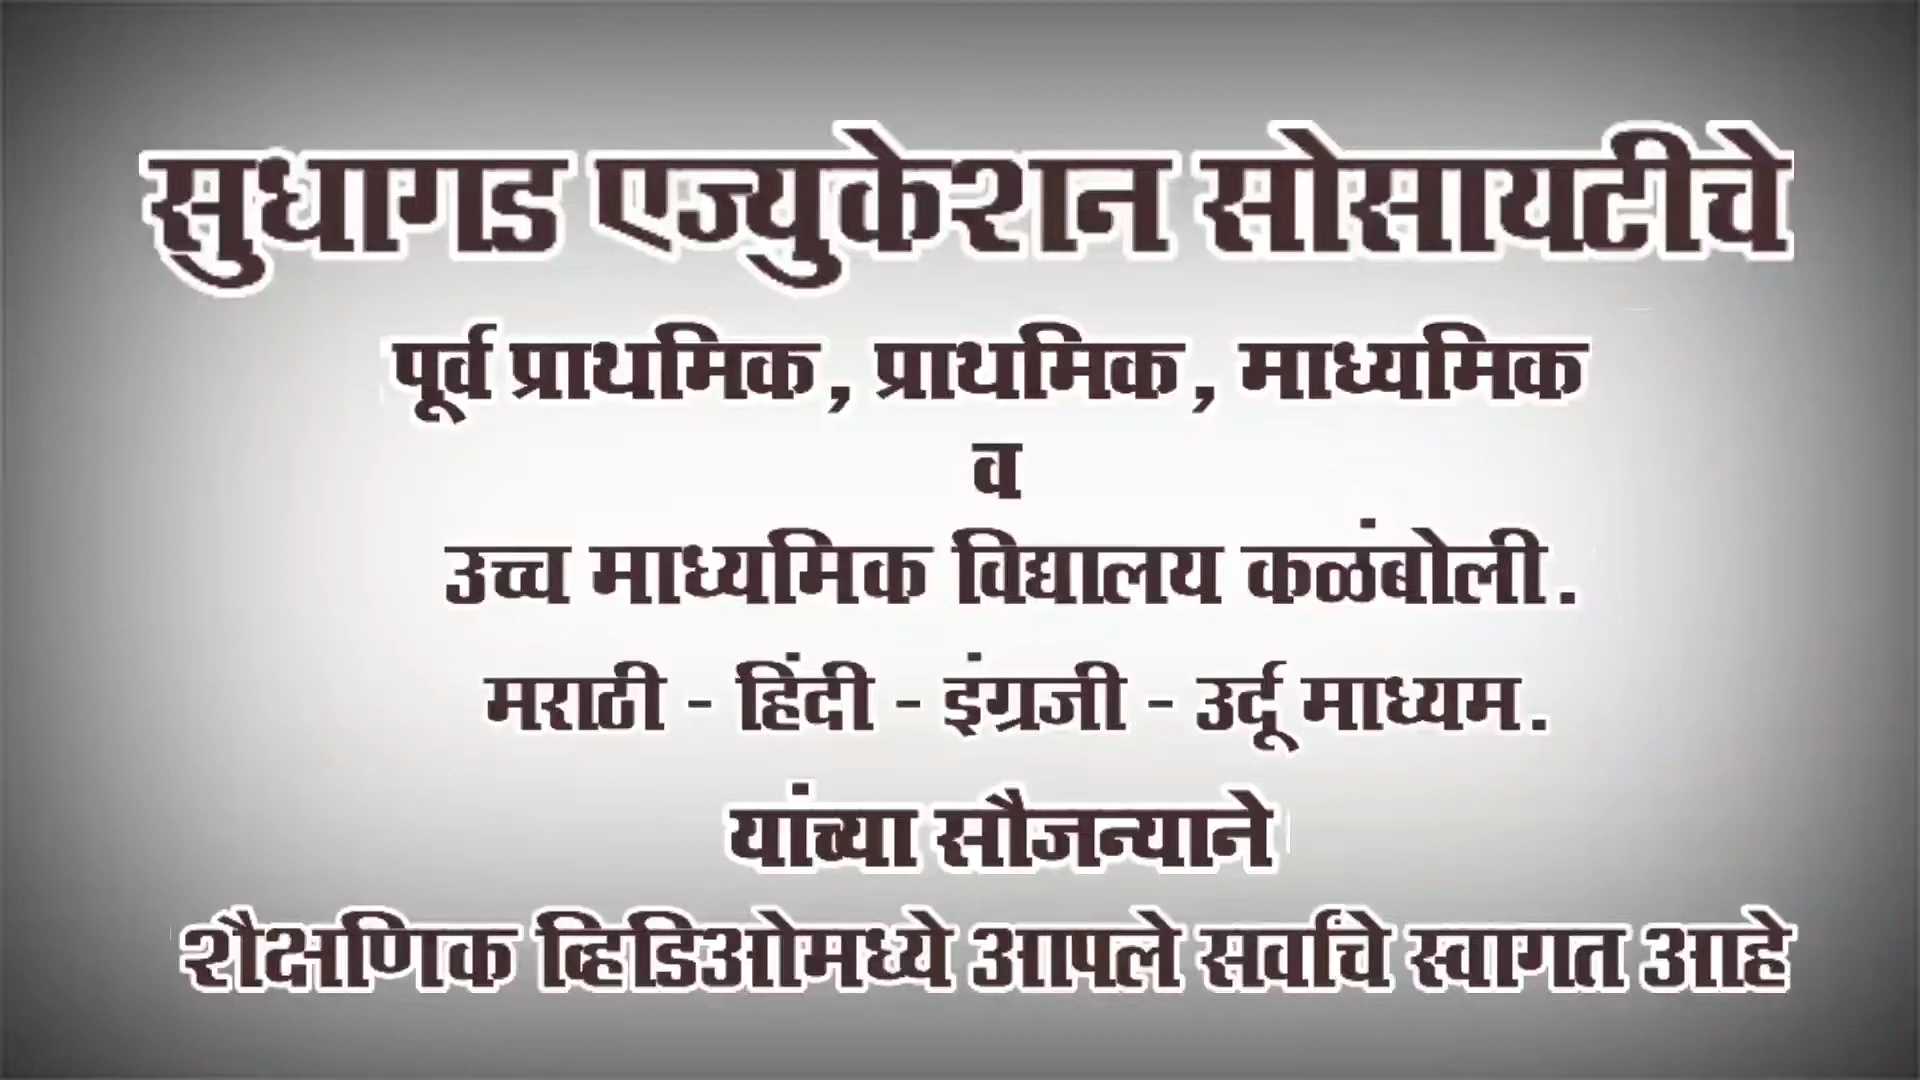 सुधागड एज्युकेशन सोसायटीचे
पूर्व प्राथमिक, प्राथमिक, माध्यमिक
व
उच्च माध्यमिक विद्यालय कळंबोली.
मराठी - हिंदी - इंग्रजी - उर्दू माध्यम.
यांच्या सौजन्याने
शैक्षणिक व्हिडिओमध्ये आपले सर्वांचे स्वागत आहे